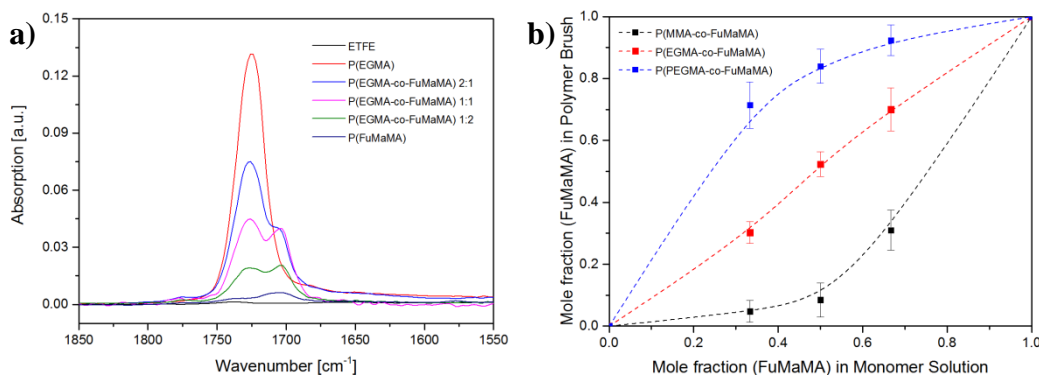 a)
0.15
0.12
0.09
0.06
0.03
0.00
Absorption [a.u.]
ETFE
P(EGMA)
P(EGMA-co-FuMaMA) 2:1
P(EGMA-co-FuMaMA) 1:1
P(EGMA-co-FuMaMA) 1:2
P(FuMaMA)
1850 1800 1750 1700 1650 1600 1550
Wavenumber [cm⁻¹]
b)
1.0
0.8
0.6
0.4
0.2
0.0
Mole fraction (FuMaMA) in Polymer Brush
P(MMA-co-FuMaMA)
P(EGMA-co-FuMaMA)
P(PEGMA-co-FuMaMA)
0.0 0.2 0.4 0.6 0.8 1.0
Mole fraction (FuMaMA) in Monomer Solution